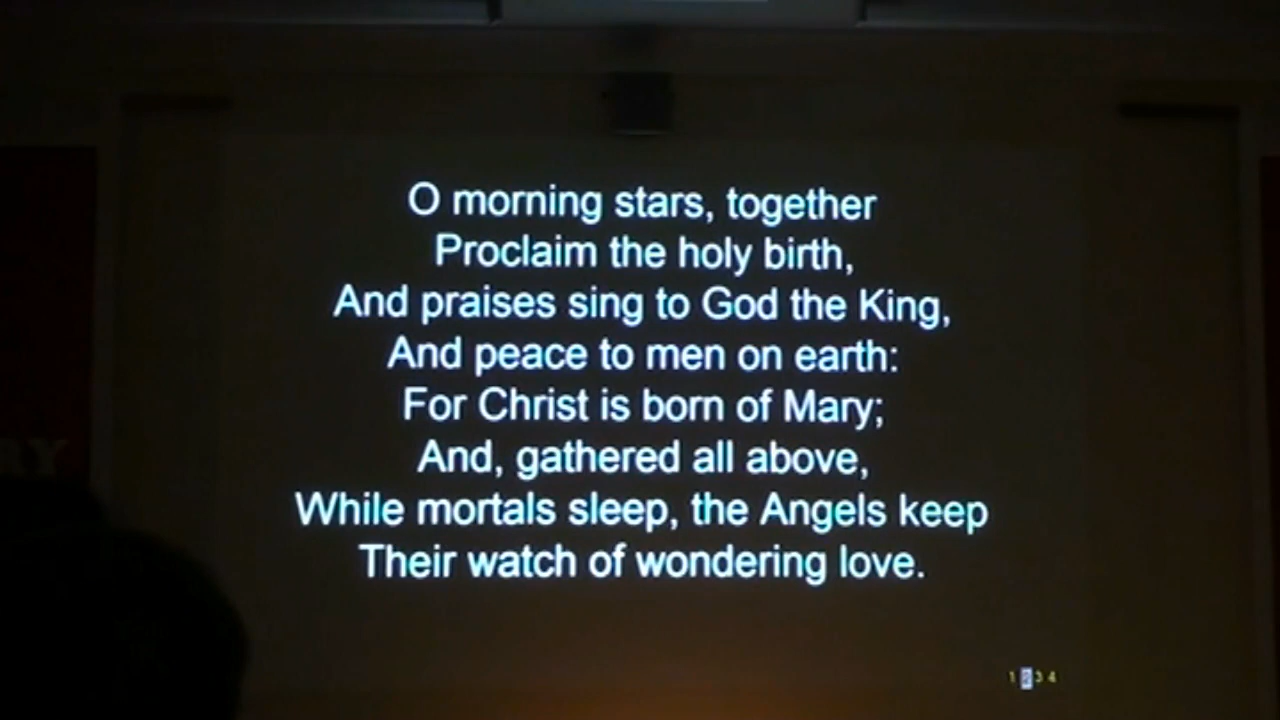 O morning stars, together
Proclaim the holy birth,
And praises sing to God the King,
And peace to men on earth:
For Christ is born of Mary;
And, gathered all above,
While mortals sleep, the Angels keep
Their watch of wondering love.
RY
1 2 3 4